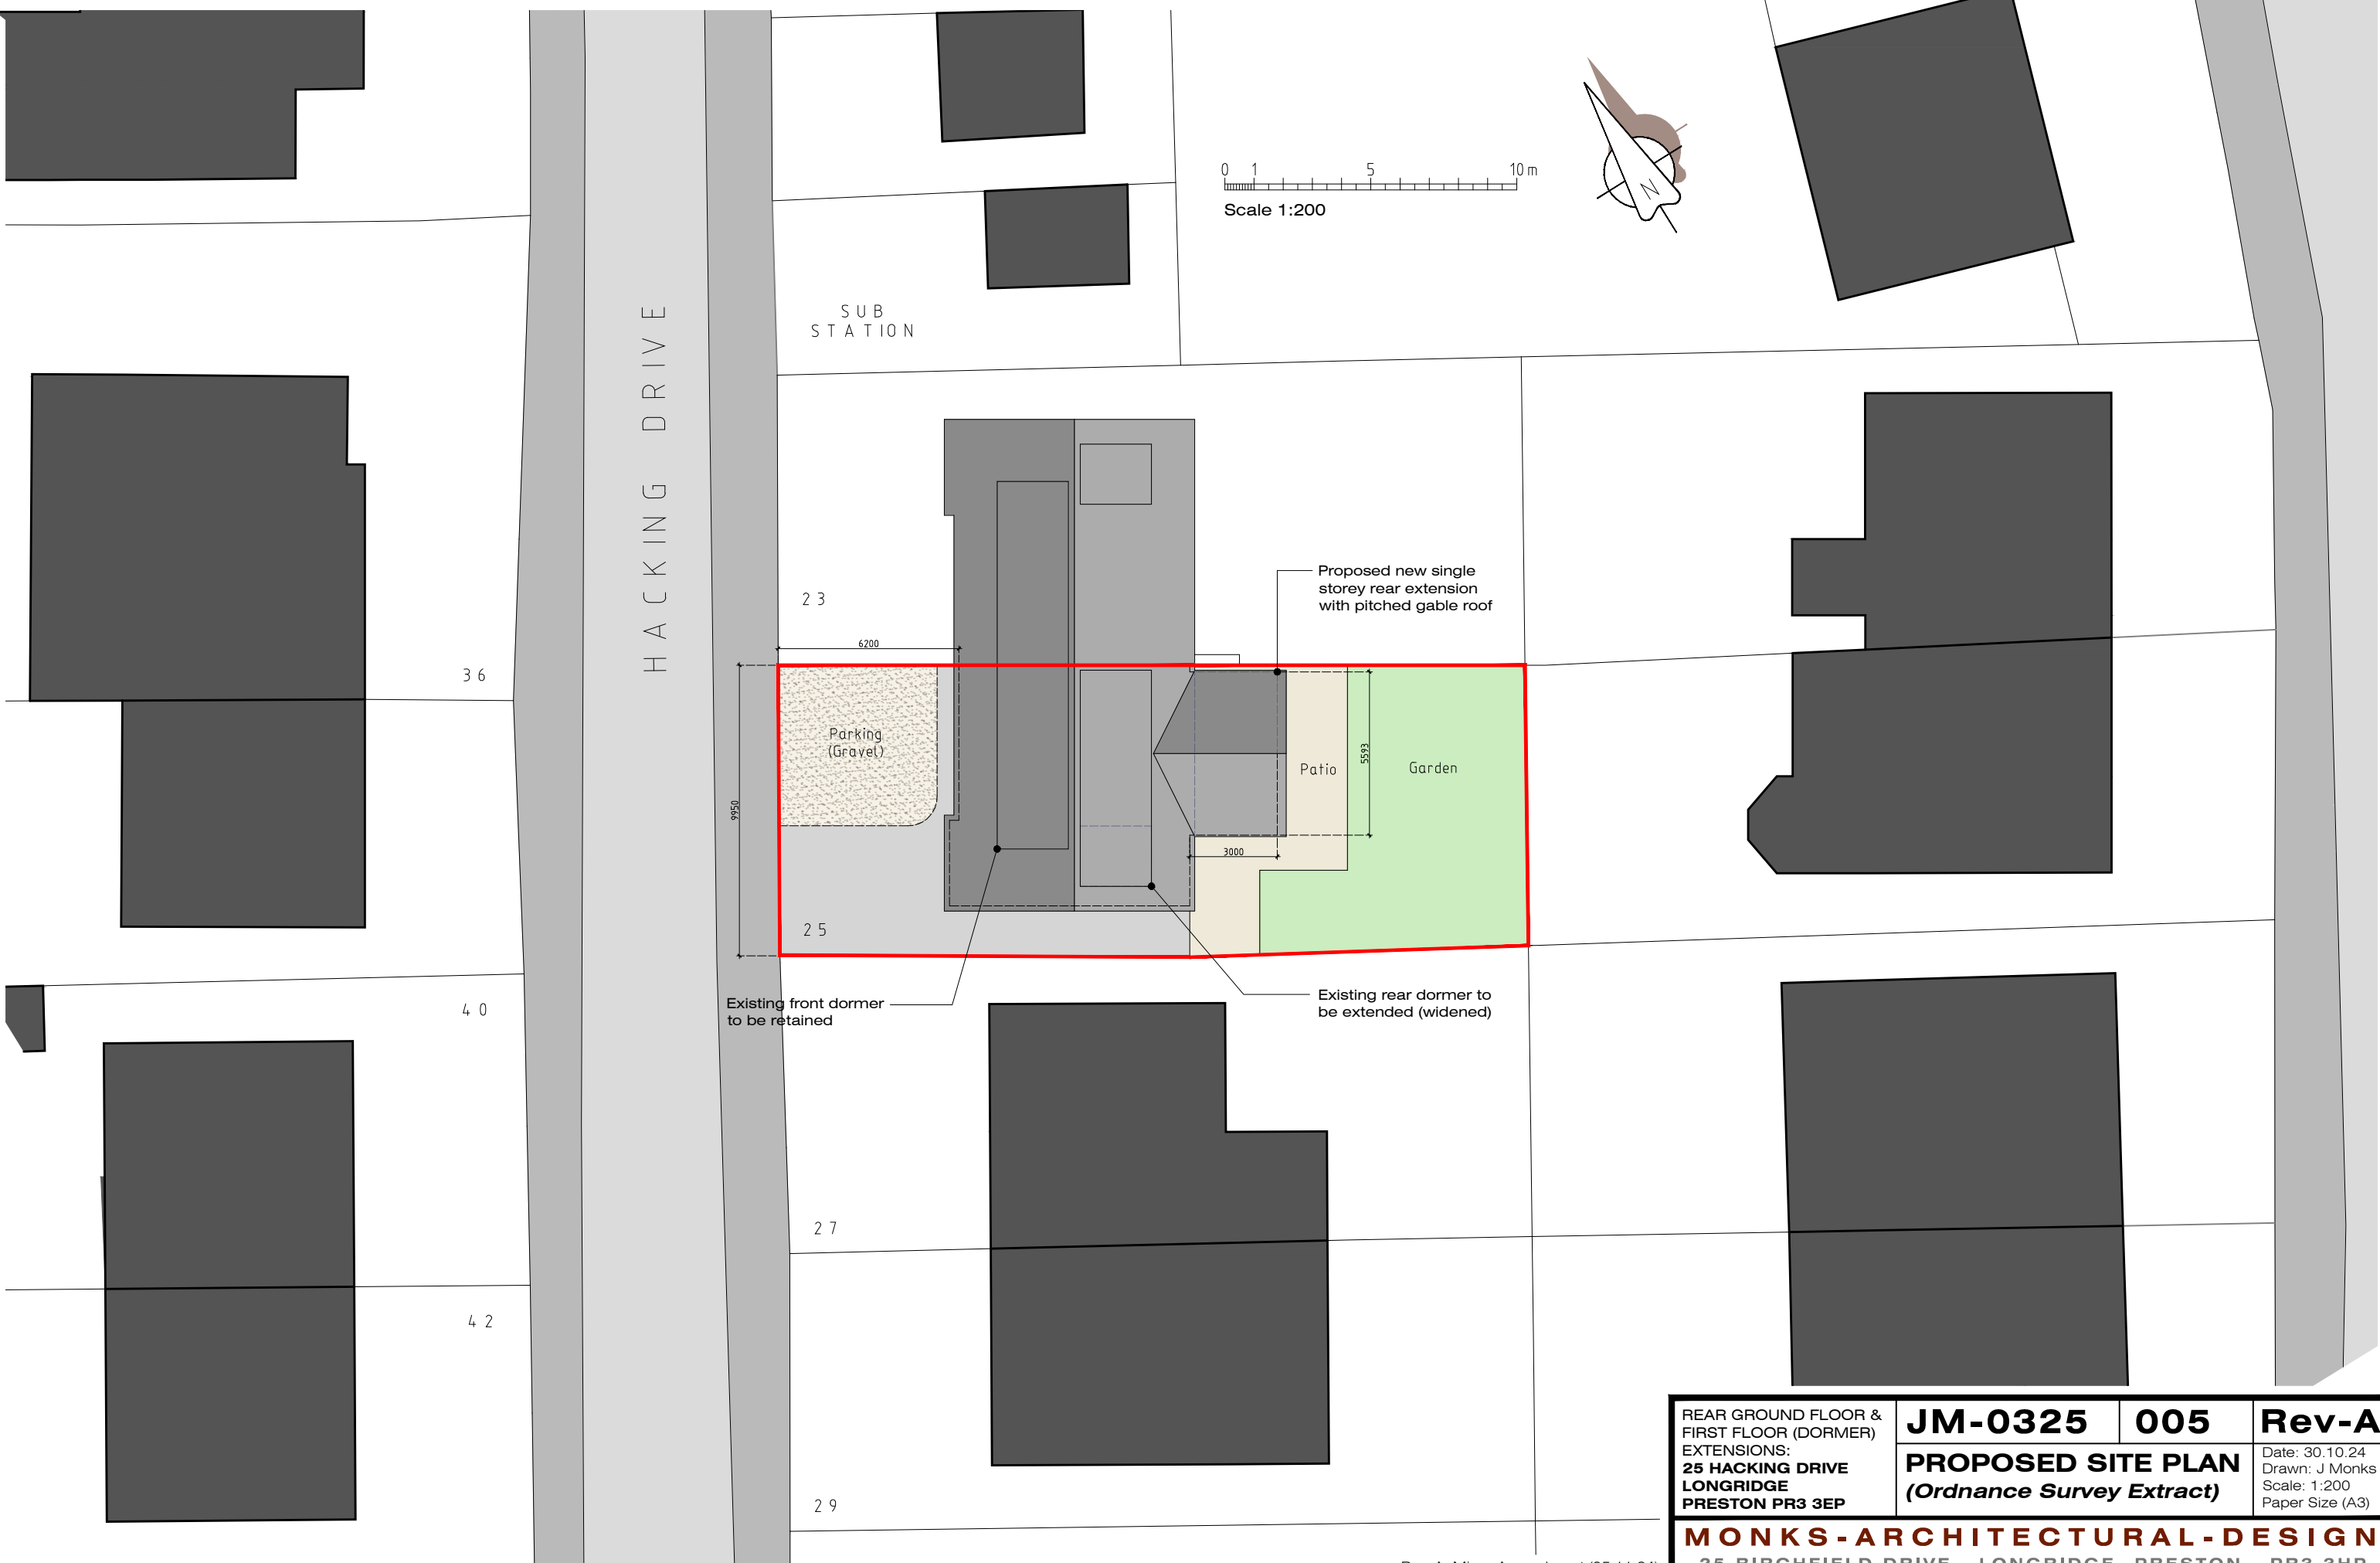 0 1 5 10 m
Scale 1:200
N
SUB
STATION
HACKING DRIVE
23
36
6200
Proposed new single
storey rear extension
with pitched gable roof
Parking
(Gravel)
9950
5593
Patio
Garden
3000
25
Existing front dormer
to be retained
Existing rear dormer to
be extended (widened)
40
27
42
29
REAR GROUND FLOOR &
FIRST FLOOR (DORMER)
EXTENSIONS:
25 HACKING DRIVE
LONGRIDGE
PRESTON PR3 3EP
JM-0325
005
Rev-A
PROPOSED SITE PLAN
(Ordnance Survey Extract)
Date: 30.10.24
Drawn: J Monks
Scale: 1:200
Paper Size (A3)
MONKS-ARCHITECTURAL-DESIGN